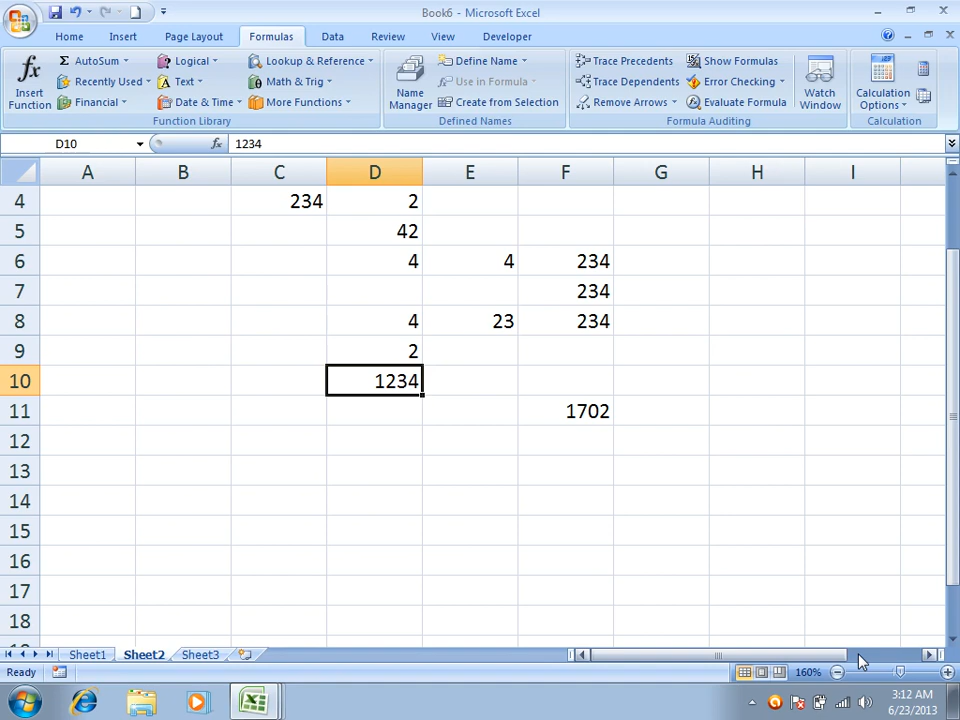 Book6 - Microsoft Excel
Home Insert Page Layout Formulas Data Review View Developer
Insert Function
AutoSum
Recently Used
Financial
Logical
Text
Date & Time
Lookup & Reference
Math & Trig
More Functions
Function Library
Name Manager
Define Name
Use in Formula
Create from Selection
Defined Names
Trace Precedents
Trace Dependents
Remove Arrows
Show Formulas
Error Checking
Evaluate Formula
Formula Auditing
Watch Window
Calculation Options
Calculation
D10 fx 1234
A B C D E F G H I
4 234 2
5 42
6 4 4 234
7 234
8 4 23 234
9 2
10 1234
11 1702
12
13
14
15
16
17
18
Sheet1 Sheet2 Sheet3
Ready 160%
3:12 AM
6/23/2013